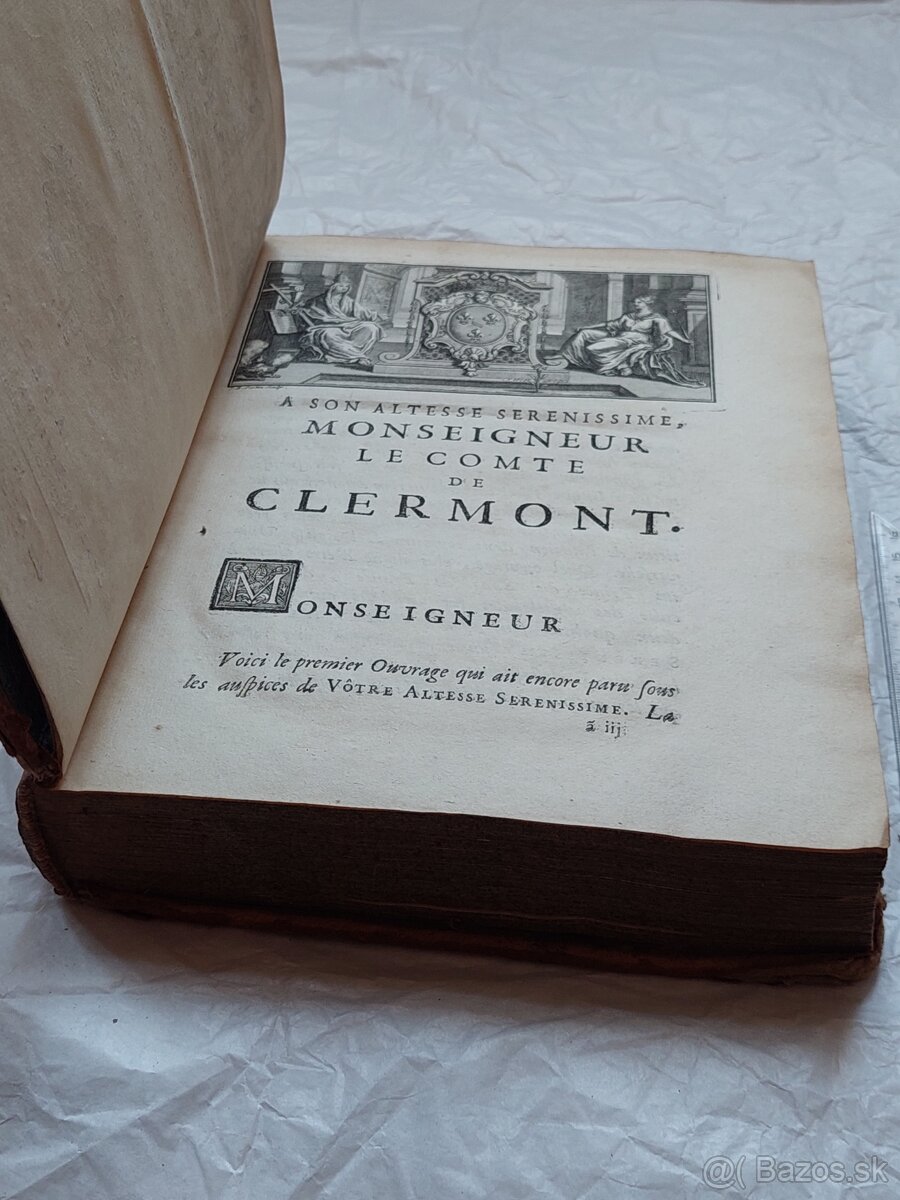 A SON ALTESSE SERENISSIME,
MONSEIGNEUR
LE COMTE
DE
CLERMONT.
MONSEIGNEUR
Voici le premier Ouvrage qui ait encore paru ſous
les auſpices de VÔTRE ALTESSE SERENISSIME. La
ã iij
@( Bazos.sk